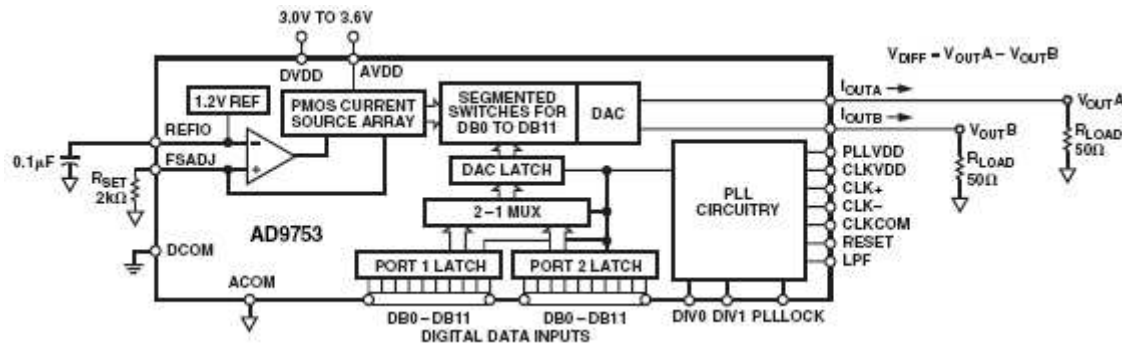 3.0V TO 3.6V
DVDD
AVDD
V_DIFF = V_OUTA – V_OUTB
1.2V REF
PMOS CURRENT
SOURCE ARRAY
SEGMENTED
SWITCHES FOR
DB0 TO DB11
DAC
I_OUTA
V_OUTA
I_OUTB
V_OUTB
R_LOAD
50Ω
R_LOAD
50Ω
REFIO
0.1μF
FSADJ
R_SET
2kΩ
DCOM
ACOM
AD9753
DAC LATCH
2–1 MUX
PORT 1 LATCH
PORT 2 LATCH
PLL
CIRCUITRY
PLLVDD
CLKVDD
CLK+
CLK–
CLKCOM
RESET
LPF
DB0–DB11
DB0–DB11
DIGITAL DATA INPUTS
DIV0
DIV1
PLLLOCK